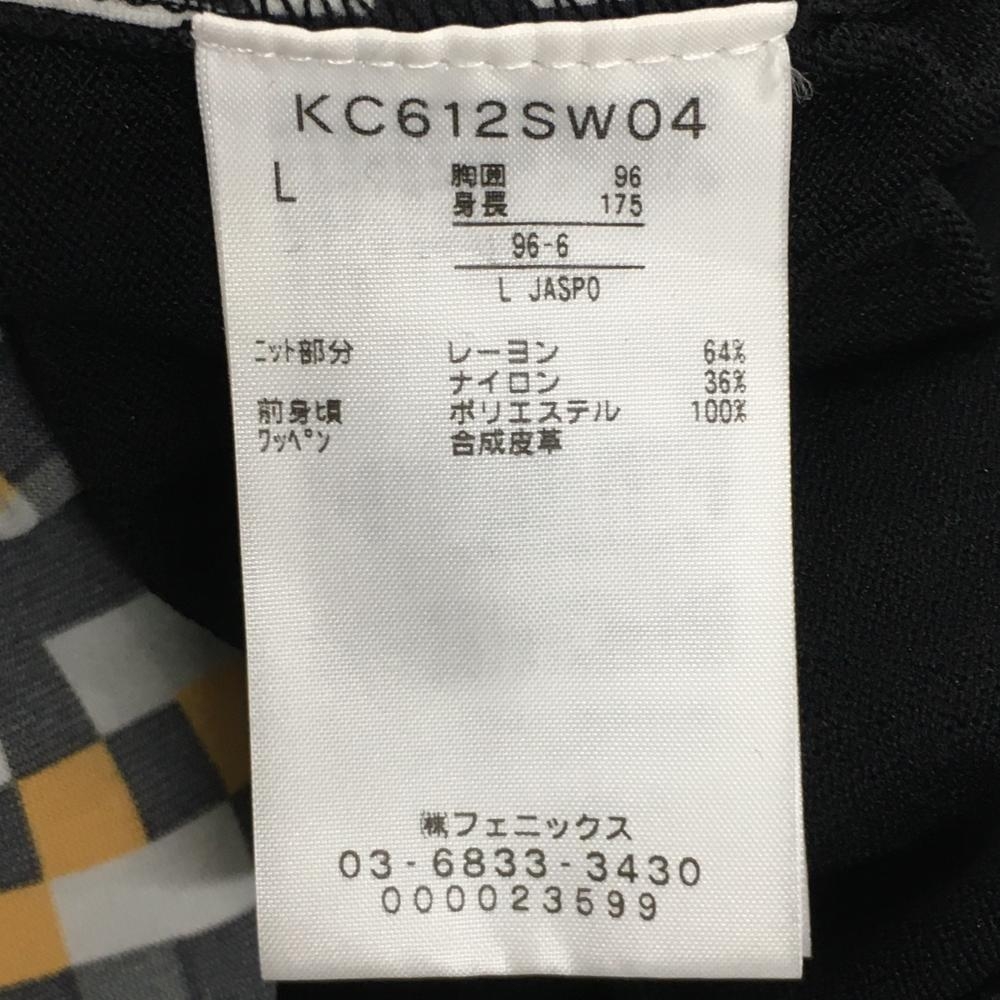 KC612SW04
L 胸囲 96
身長 175
96-6
L JASPO
ニット部分 レーヨン 64%
ナイロン 36%
前身頃 ポリエステル 100%
ワッペン 合成皮革
㈱フェニックス
03-6833-3430
000023599